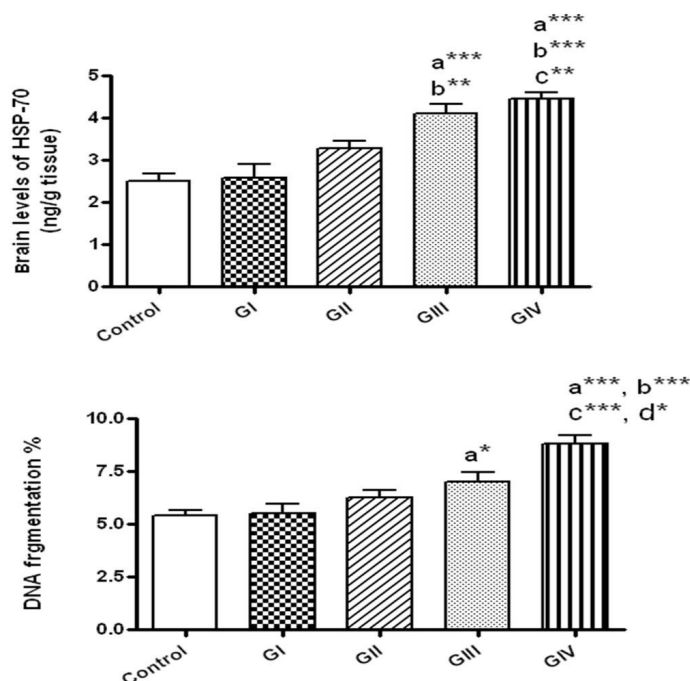 a***
b***
c**
a***
b**
Brain levels of HSP-70
(ng/g tissue)
5
4
3
2
1
0
Control
GI
GII
GIII
GIV
a***, b***
c***, d*
a*
DNA frgmentation %
10.0
7.5
5.0
2.5
0.0
Control
GI
GII
GIII
GIV